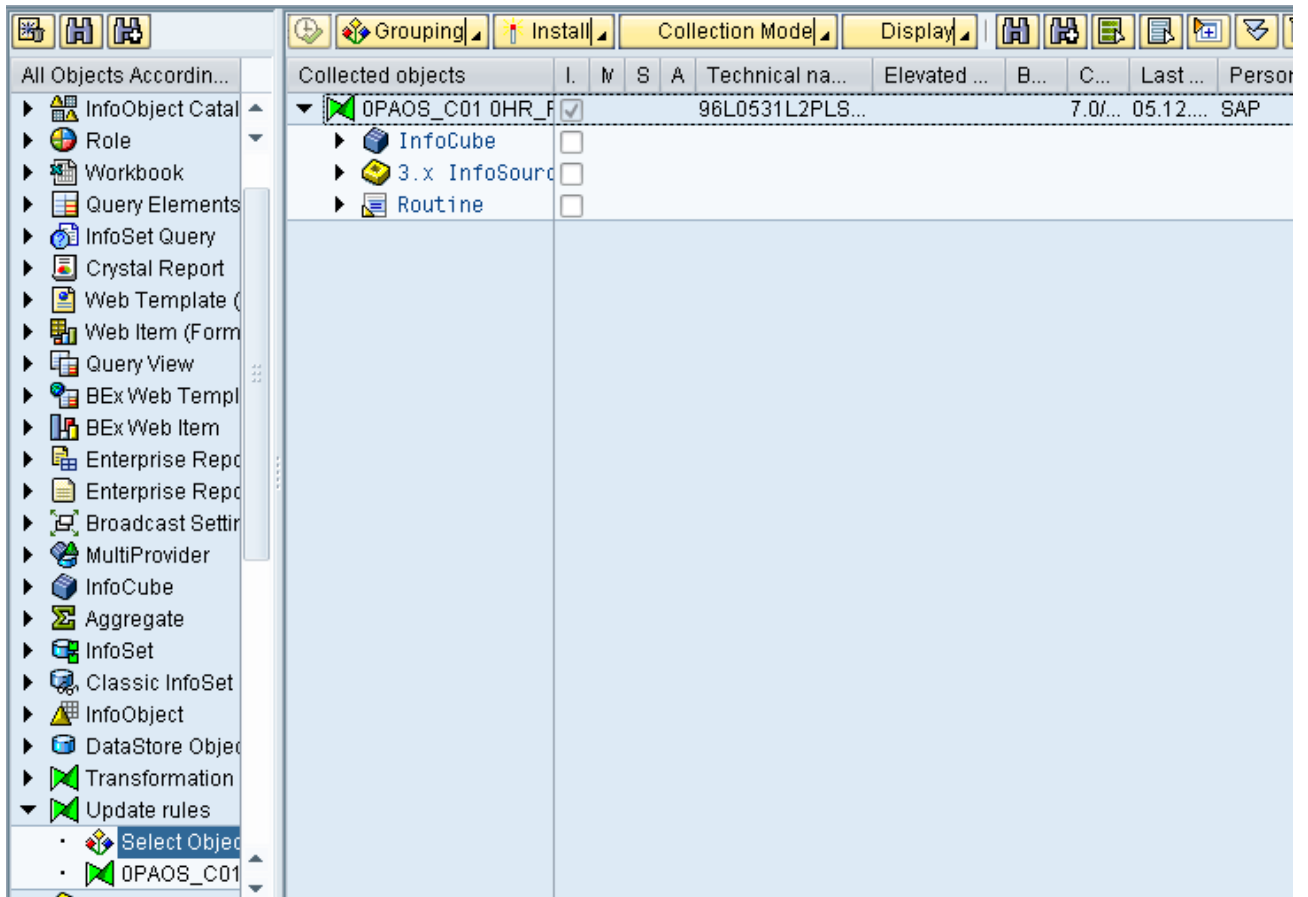 Grouping Install Collection Mode Display
All Objects Accordin...
InfoObject Catal
Role
Workbook
Query Elements
InfoSet Query
Crystal Report
Web Template (
Web Item (Form
Query View
BEx Web Templ
BEx Web Item
Enterprise Repo
Enterprise Repo
Broadcast Settin
MultiProvider
InfoCube
Aggregate
InfoSet
Classic InfoSet
InfoObject
DataStore Objec
Transformation
Update rules
Select Objec
0PAOS_C01
Collected objects I. S A Technical na... Elevated ... B... C... Last ... Person
0PAOS_C01 0HR_P 96L0531L2PLS... 7.0/... 05.12.... SAP
InfoCube
3.x InfoSourc
Routine